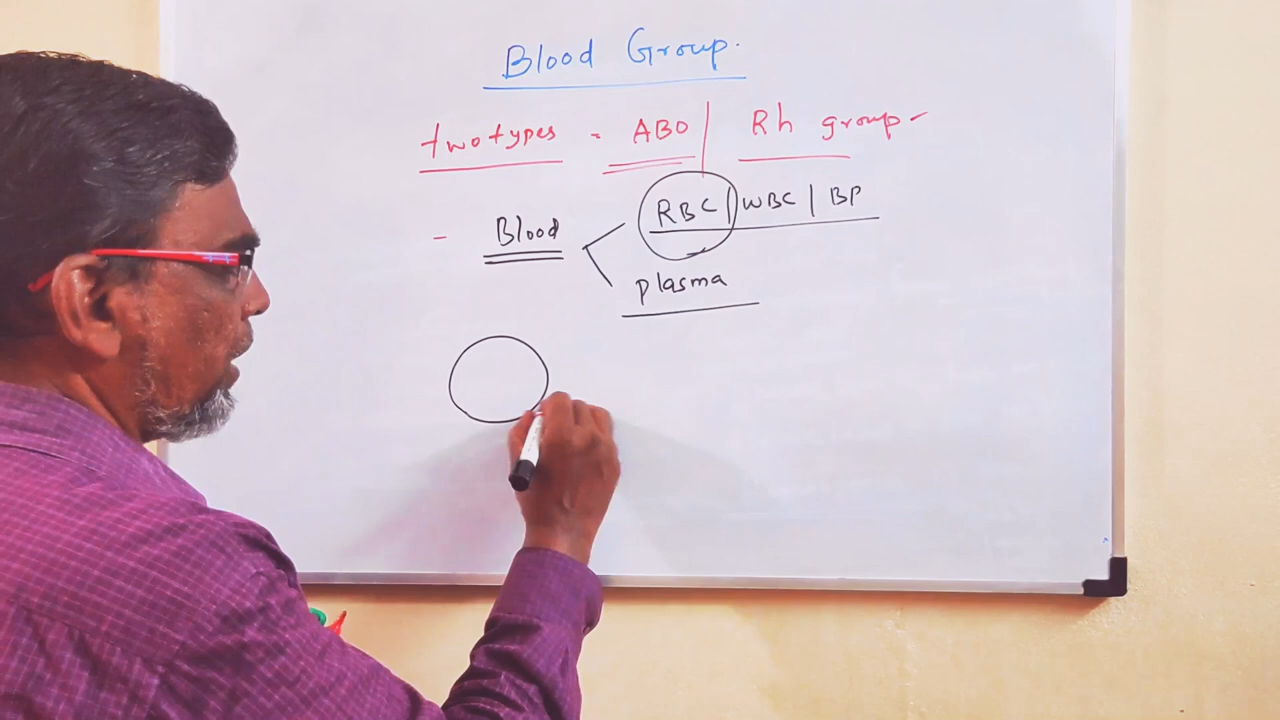 Blood Group.
two types = ABO | Rh group -
- Blood < RBC | WBC | BP
plasma